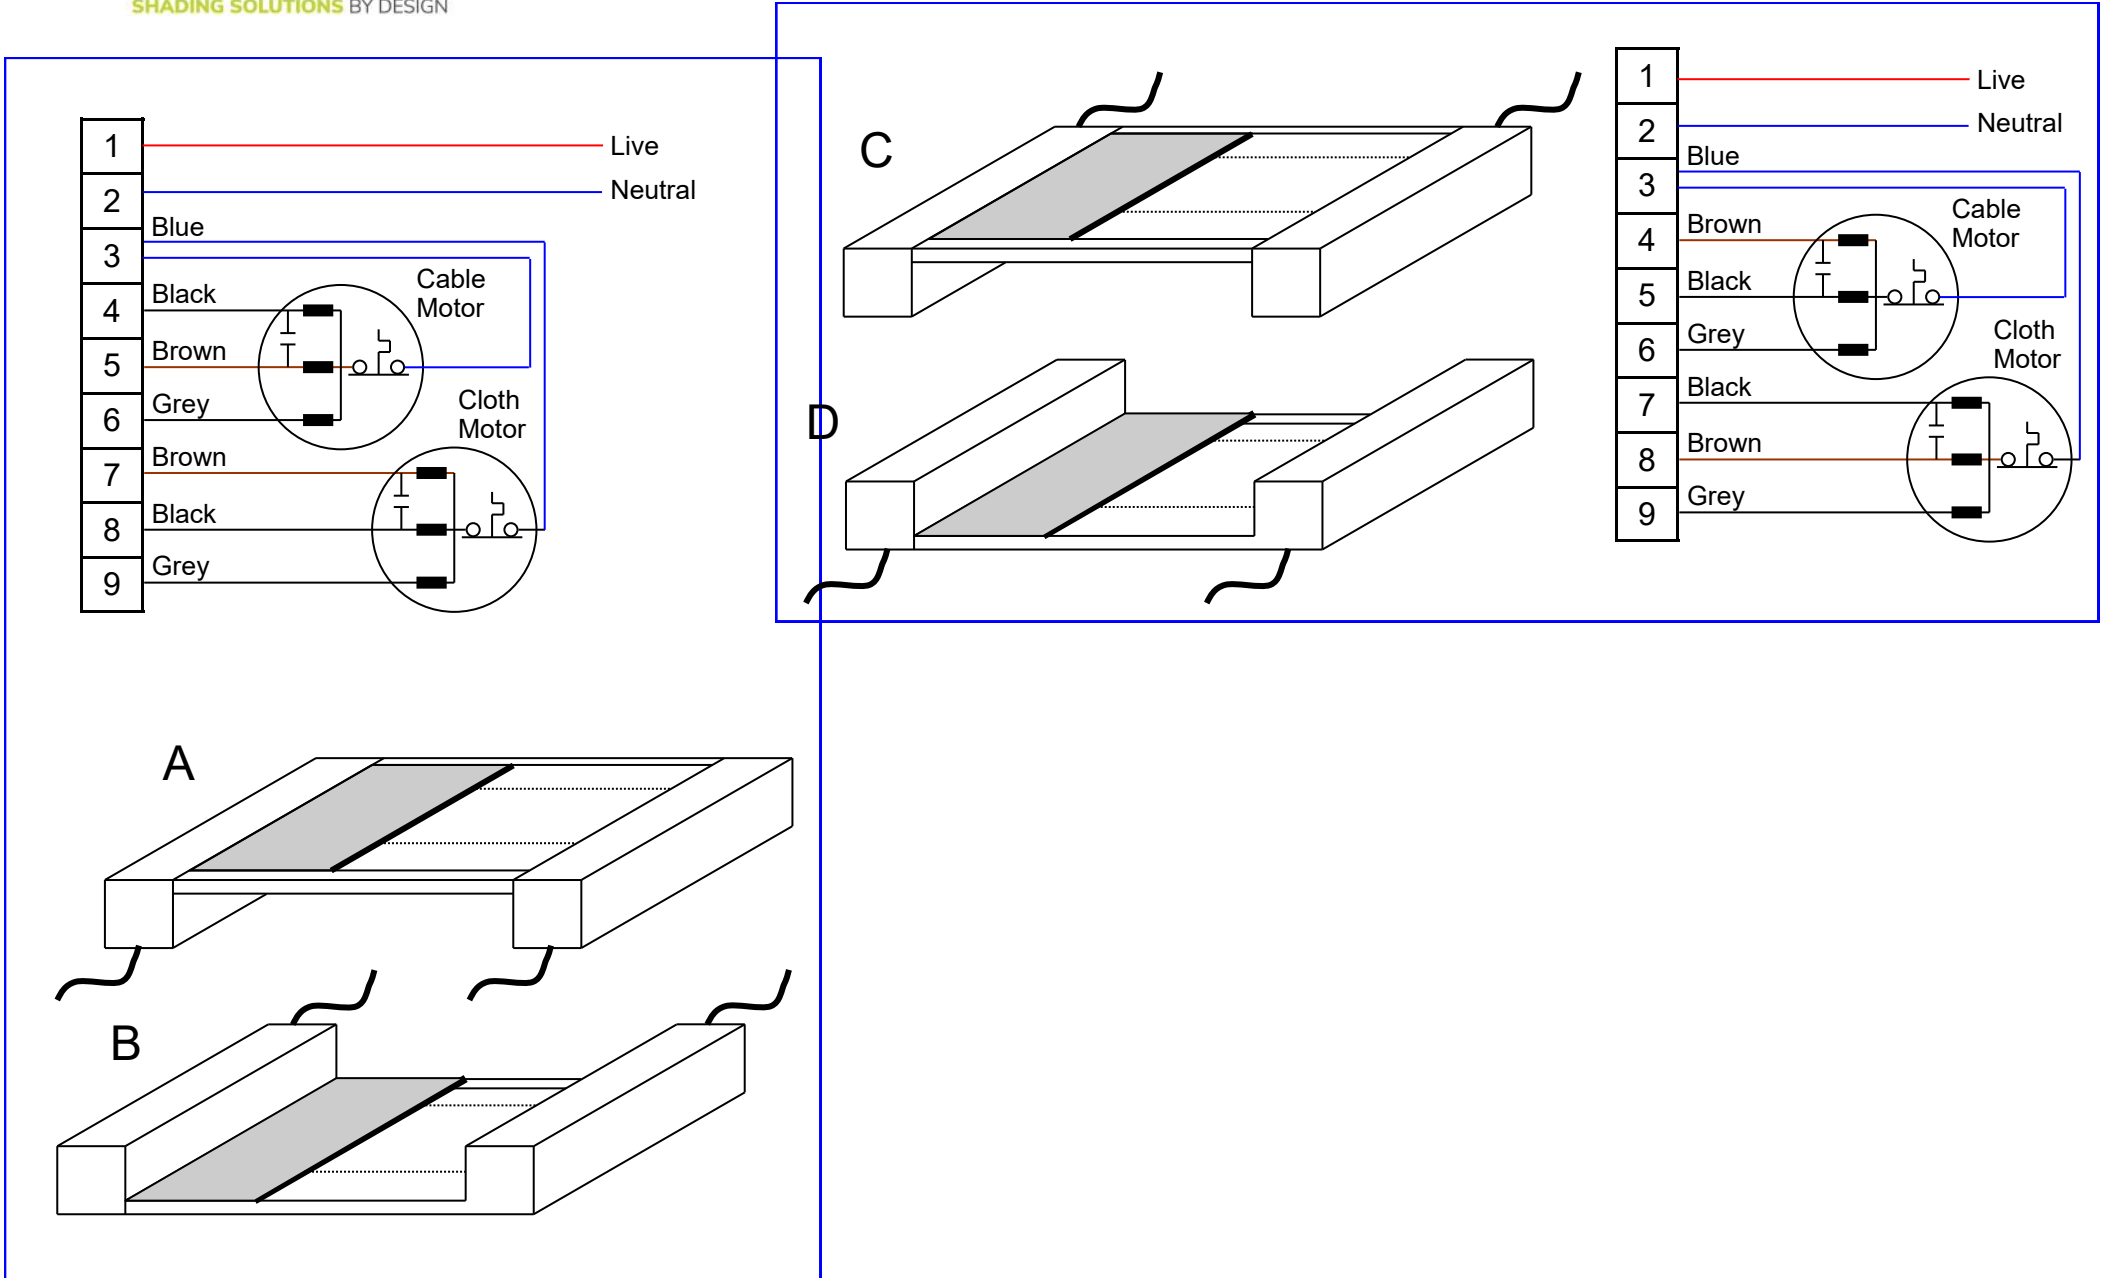 SHADING SOLUTIONS BY DESIGN
1
Live
2
Neutral
Blue
3
Cable
Motor
Black
4
Brown
5
Grey
6
Cloth
Motor
Brown
7
Black
8
Grey
9
A
B
C
D
1
Live
2
Neutral
Blue
3
Cable
Motor
Brown
4
Black
5
Grey
6
Cloth
Motor
Black
7
Brown
8
Grey
9